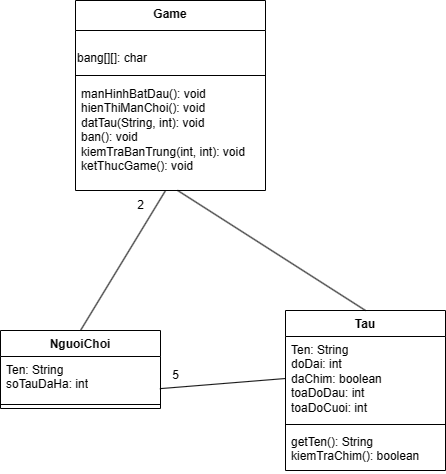 Game
bang[][]: char
manHinhBatDau(): void
hienThiManChoi(): void
datTau(String, int): void
ban(): void
kiemTraBanTrung(int, int): void
ketThucGame(): void
2
NguoiChoi
Ten: String
soTauDaHa: int
5
Tau
Ten: String
doDai: int
daChim: boolean
toaDoDau: int
toaDoCuoi: int
getTen(): String
kiemTraChim(): boolean